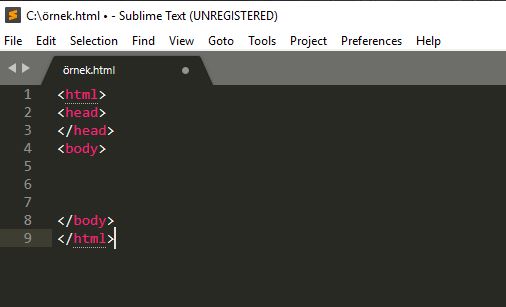 C:\örnek.html • - Sublime Text (UNREGISTERED)
File Edit Selection Find View Goto Tools Project Preferences Help
örnek.html
1 <html>
2 <head>
3 </head>
4 <body>
5
6
7
8 </body>
9 </html>